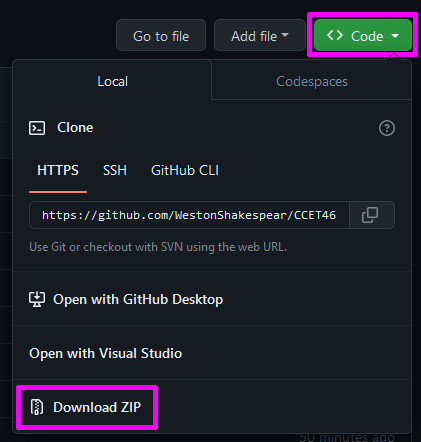 Go to file
Add file
<> Code
Local
Codespaces
Clone
HTTPS
SSH
GitHub CLI
https://github.com/WestonShakespear/CCET46
Use Git or checkout with SVN using the web URL.
Open with GitHub Desktop
Open with Visual Studio
Download ZIP
50 minutes ago